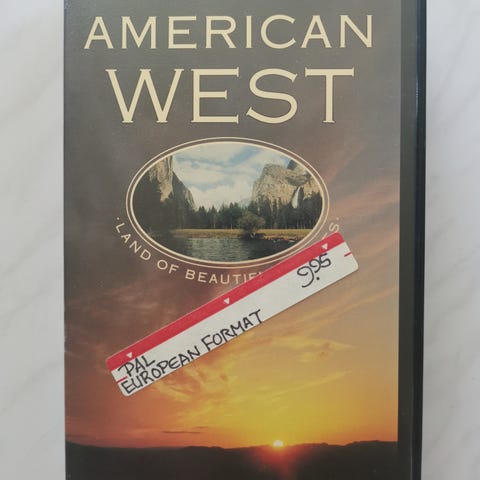 AMERICAN
WEST
· LAND OF BEAUTIF
S.
9.95
PAL
EUROPEAN FORMAT